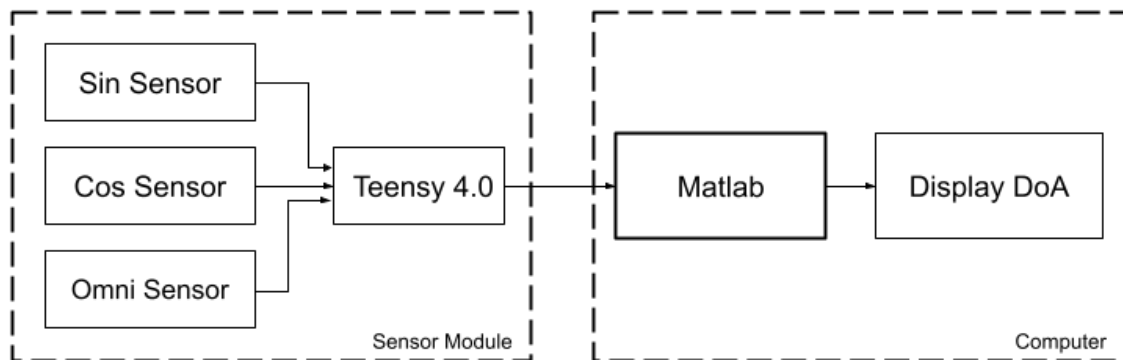 Sin Sensor
Cos Sensor
Omni Sensor
Teensy 4.0
Sensor Module
Matlab
Display DoA
Computer